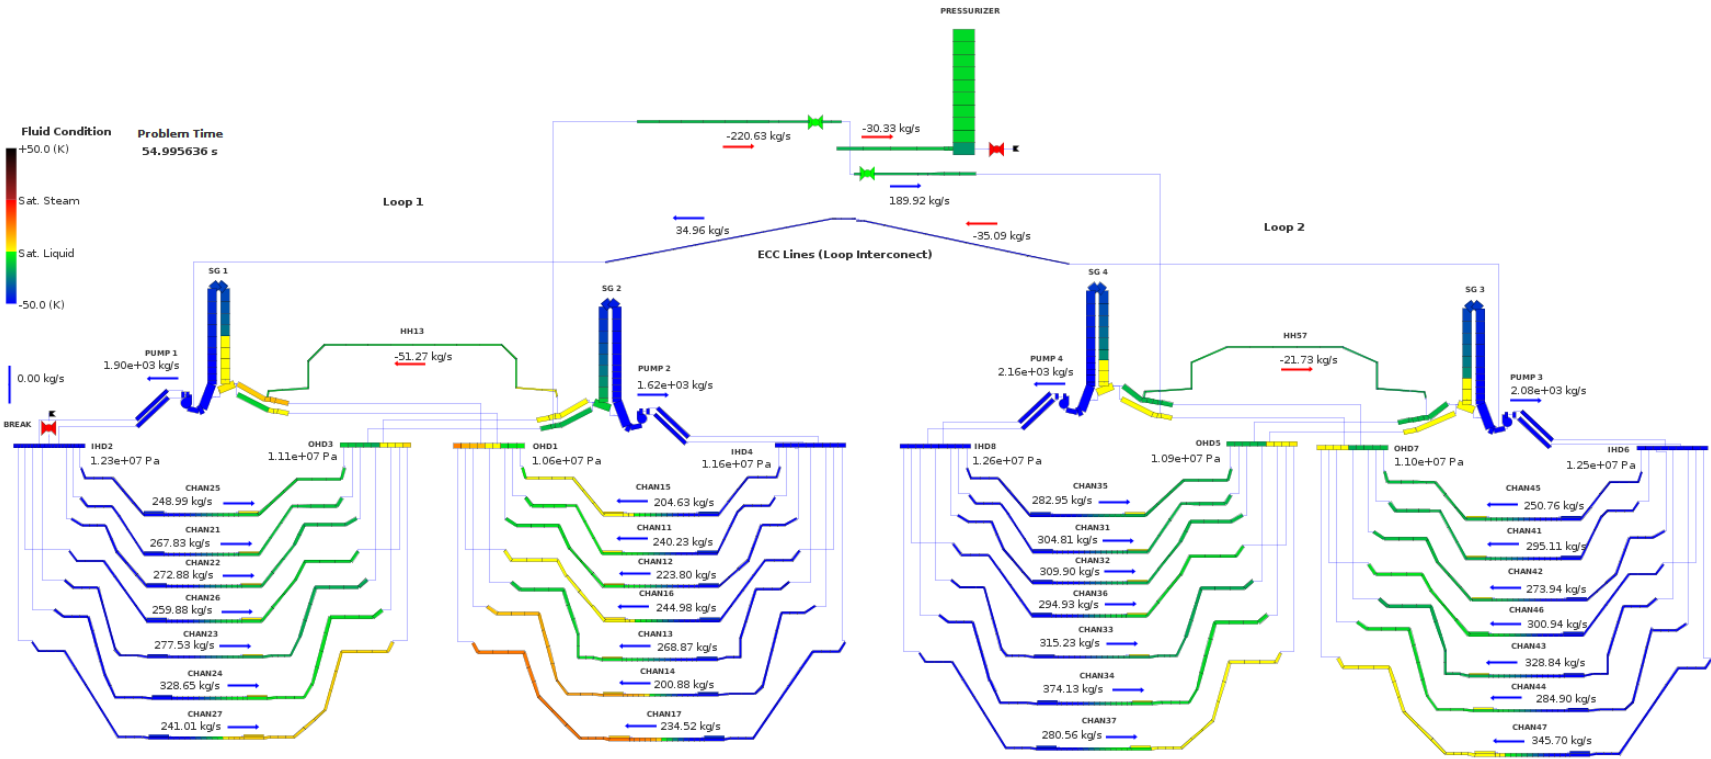 PRESSURIZER
Fluid Condition
Problem Time
54.995636 s
+50.0 (K)
Sat. Steam
Sat. Liquid
-50.0 (K)
-220.63 kg/s
-30.33 kg/s
189.92 kg/s
Loop 1
34.96 kg/s
-35.09 kg/s
Loop 2
ECC Lines (Loop Interconect)
SG 1
SG 2
SG 4
SG 3
HH13
-51.27 kg/s
HH57
-21.73 kg/s
PUMP 1
1.90e+03 kg/s
PUMP 2
1.62e+03 kg/s
PUMP 4
2.16e+03 kg/s
PUMP 3
2.08e+03 kg/s
0.00 kg/s
BREAK
IHD2
1.23e+07 Pa
OHD3
1.11e+07 Pa
OHD1
1.06e+07 Pa
IHD4
1.16e+07 Pa
IHD8
1.26e+07 Pa
OHD5
1.09e+07 Pa
OHD7
1.10e+07 Pa
IHD6
1.25e+07 Pa
CHAN25
248.99 kg/s
CHAN21
267.83 kg/s
CHAN22
272.88 kg/s
CHAN26
259.88 kg/s
CHAN23
277.53 kg/s
CHAN24
328.65 kg/s
CHAN27
241.01 kg/s
CHAN15
204.63 kg/s
CHAN11
240.23 kg/s
CHAN12
223.80 kg/s
CHAN16
244.98 kg/s
CHAN13
268.87 kg/s
CHAN14
200.88 kg/s
CHAN17
234.52 kg/s
CHAN35
282.95 kg/s
CHAN31
304.81 kg/s
CHAN32
309.90 kg/s
CHAN36
294.93 kg/s
CHAN33
315.23 kg/s
CHAN34
374.13 kg/s
CHAN37
280.56 kg/s
CHAN45
250.76 kg/s
CHAN41
295.11 kg/s
CHAN42
273.94 kg/s
CHAN46
300.94 kg/s
CHAN43
328.84 kg/s
CHAN44
284.90 kg/s
CHAN47
345.70 kg/s